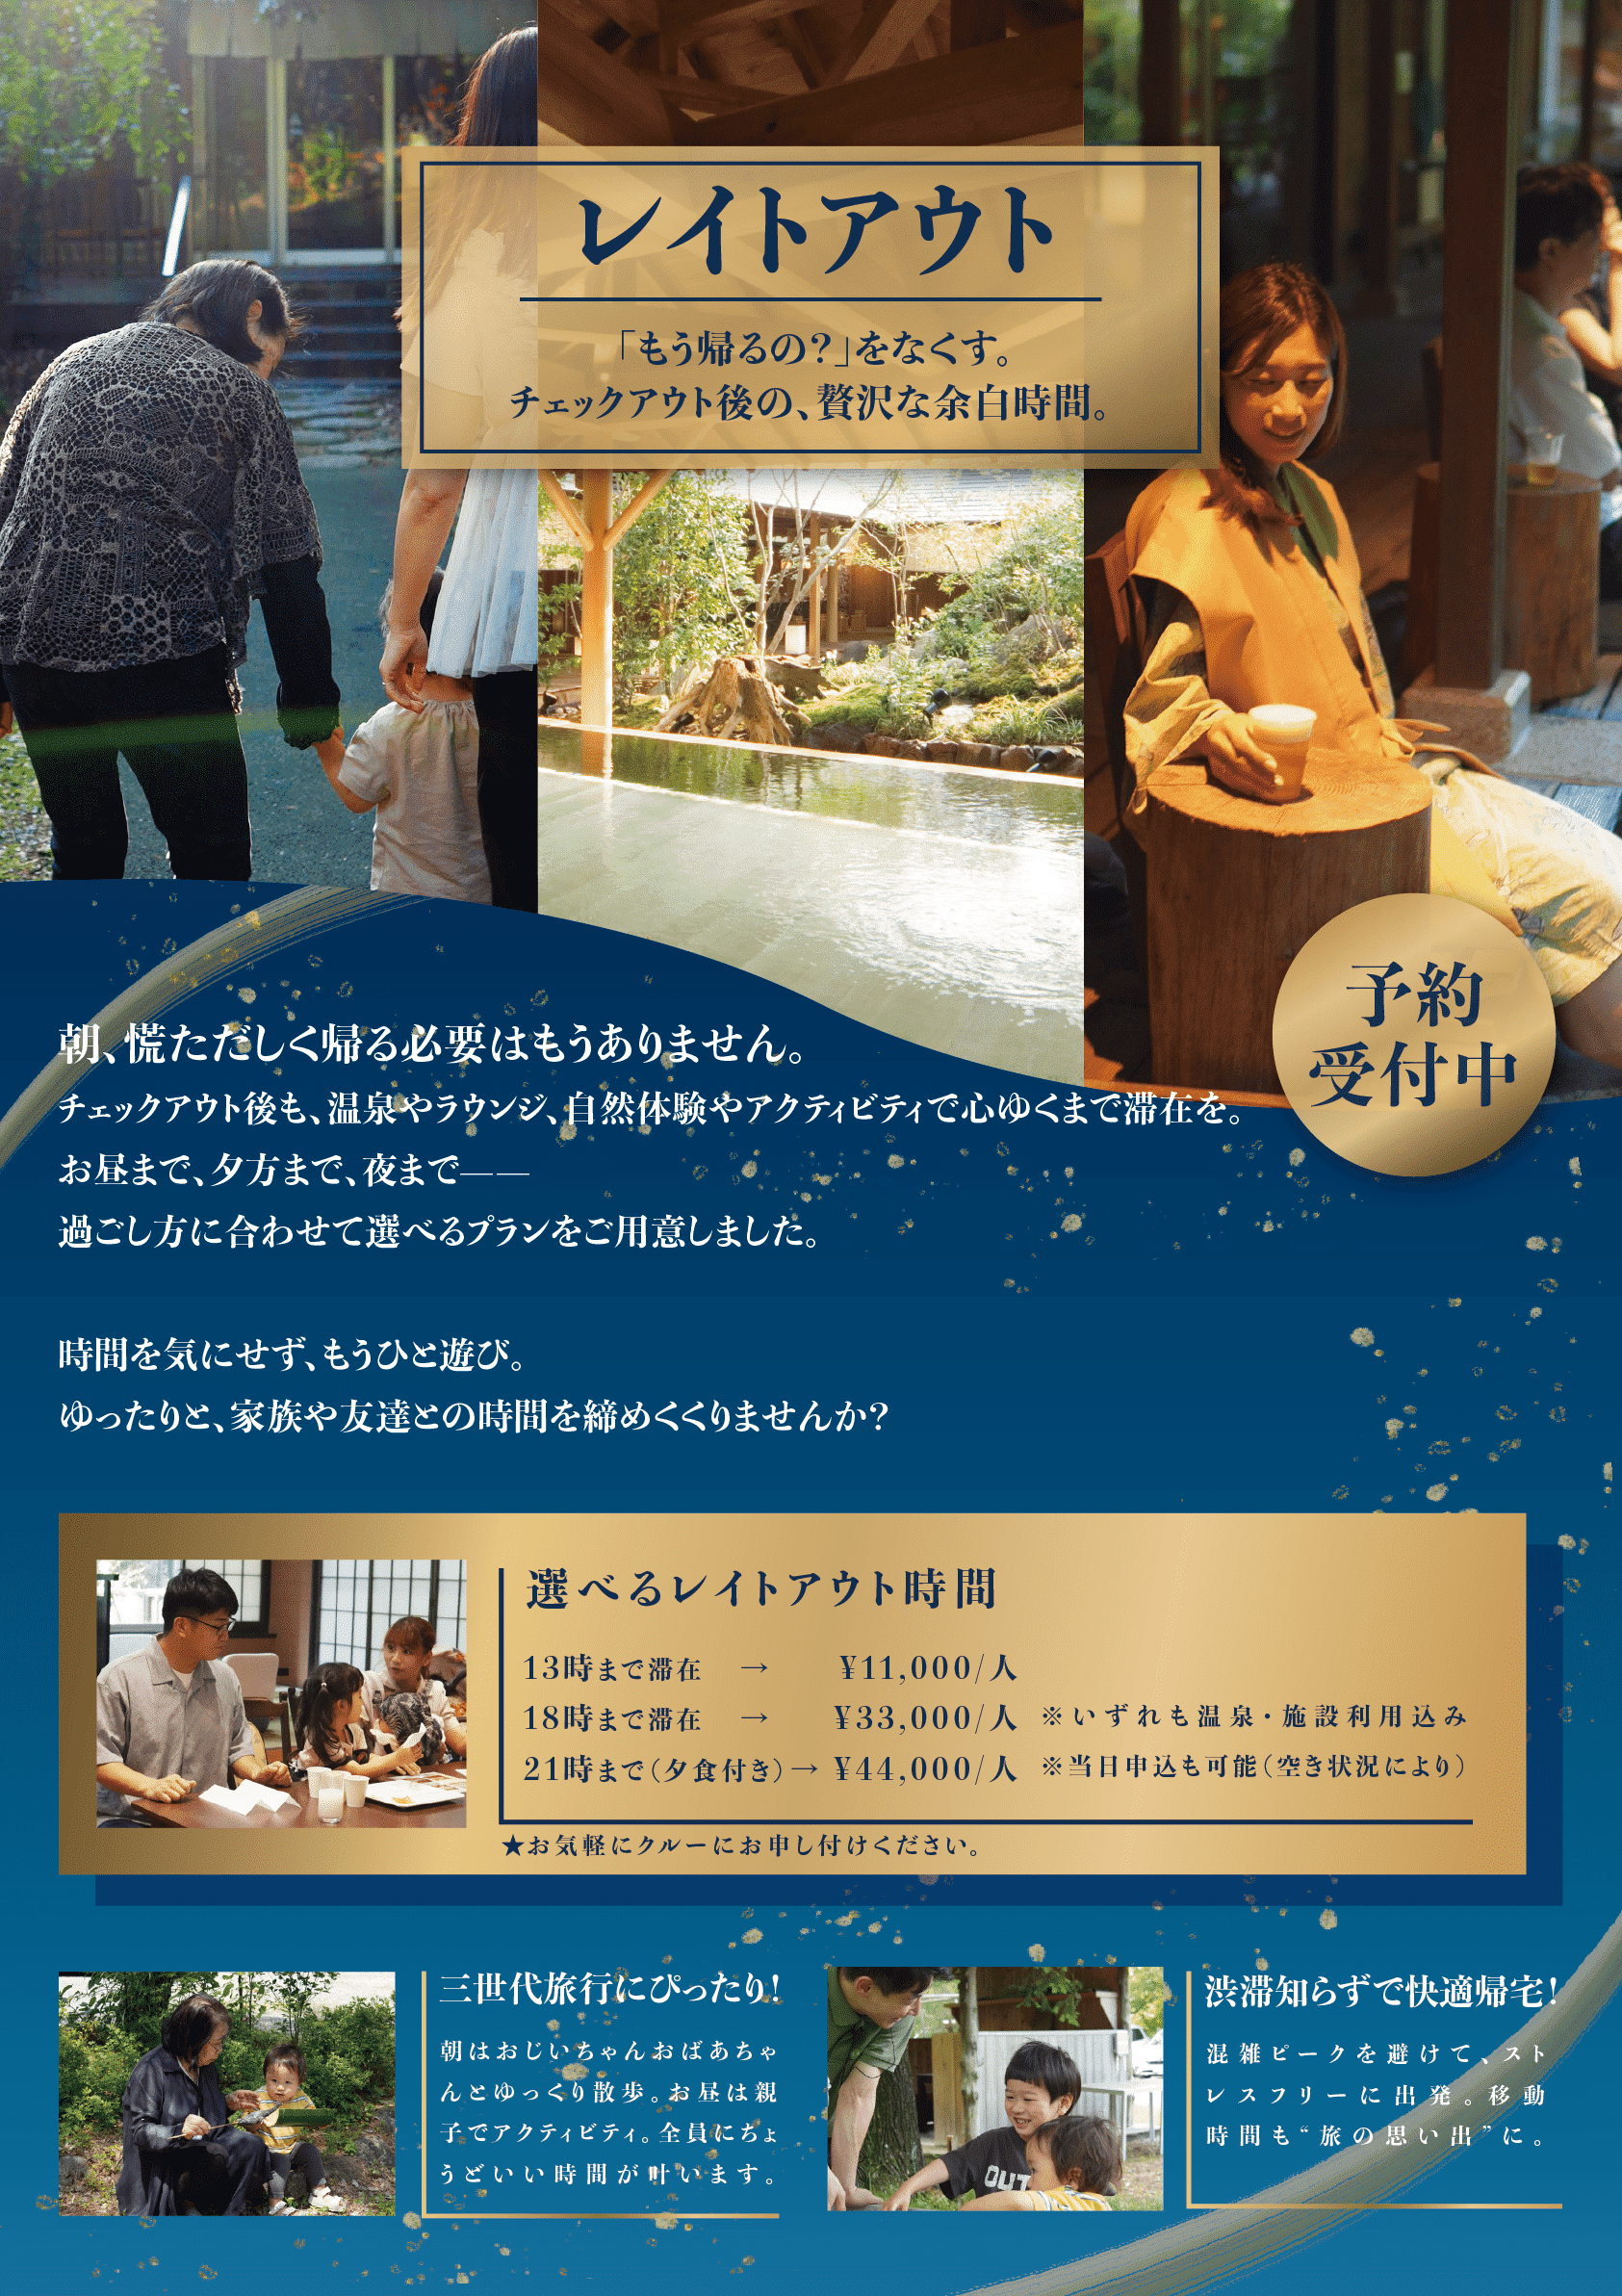 レイトアウト
「もう帰るの?」をなくす。
チェックアウト後の、贅沢な余白時間。
予約
受付中
朝、慌ただしく帰る必要はもうありません。
チェックアウト後も、温泉やラウンジ、自然体験やアクティビティで心ゆくまで滞在を。
お昼まで、夕方まで、夜まで——
過ごし方に合わせて選べるプランをご用意しました。
時間を気にせず、もうひと遊び。
ゆったりと、家族や友達との時間を締めくくりませんか?
選べるレイトアウト時間
13時まで滞在 → ¥11,000/人
18時まで滞在 → ¥33,000/人 ※いずれも温泉・施設利用込み
21時まで(夕食付き)→ ¥44,000/人 ※当日申込も可能(空き状況により)
★お気軽にクルーにお申し付けください。
三世代旅行にぴったり!
朝はおじいちゃんおばあちゃ
んとゆっくり散歩。お昼は親
子でアクティビティ。全員にちょ
うどいい時間が叶います。
OUT
渋滞知らずで快適帰宅!
混雑ピークを避けて、スト
レスフリーに出発。移動
時間も“旅の思い出”に。